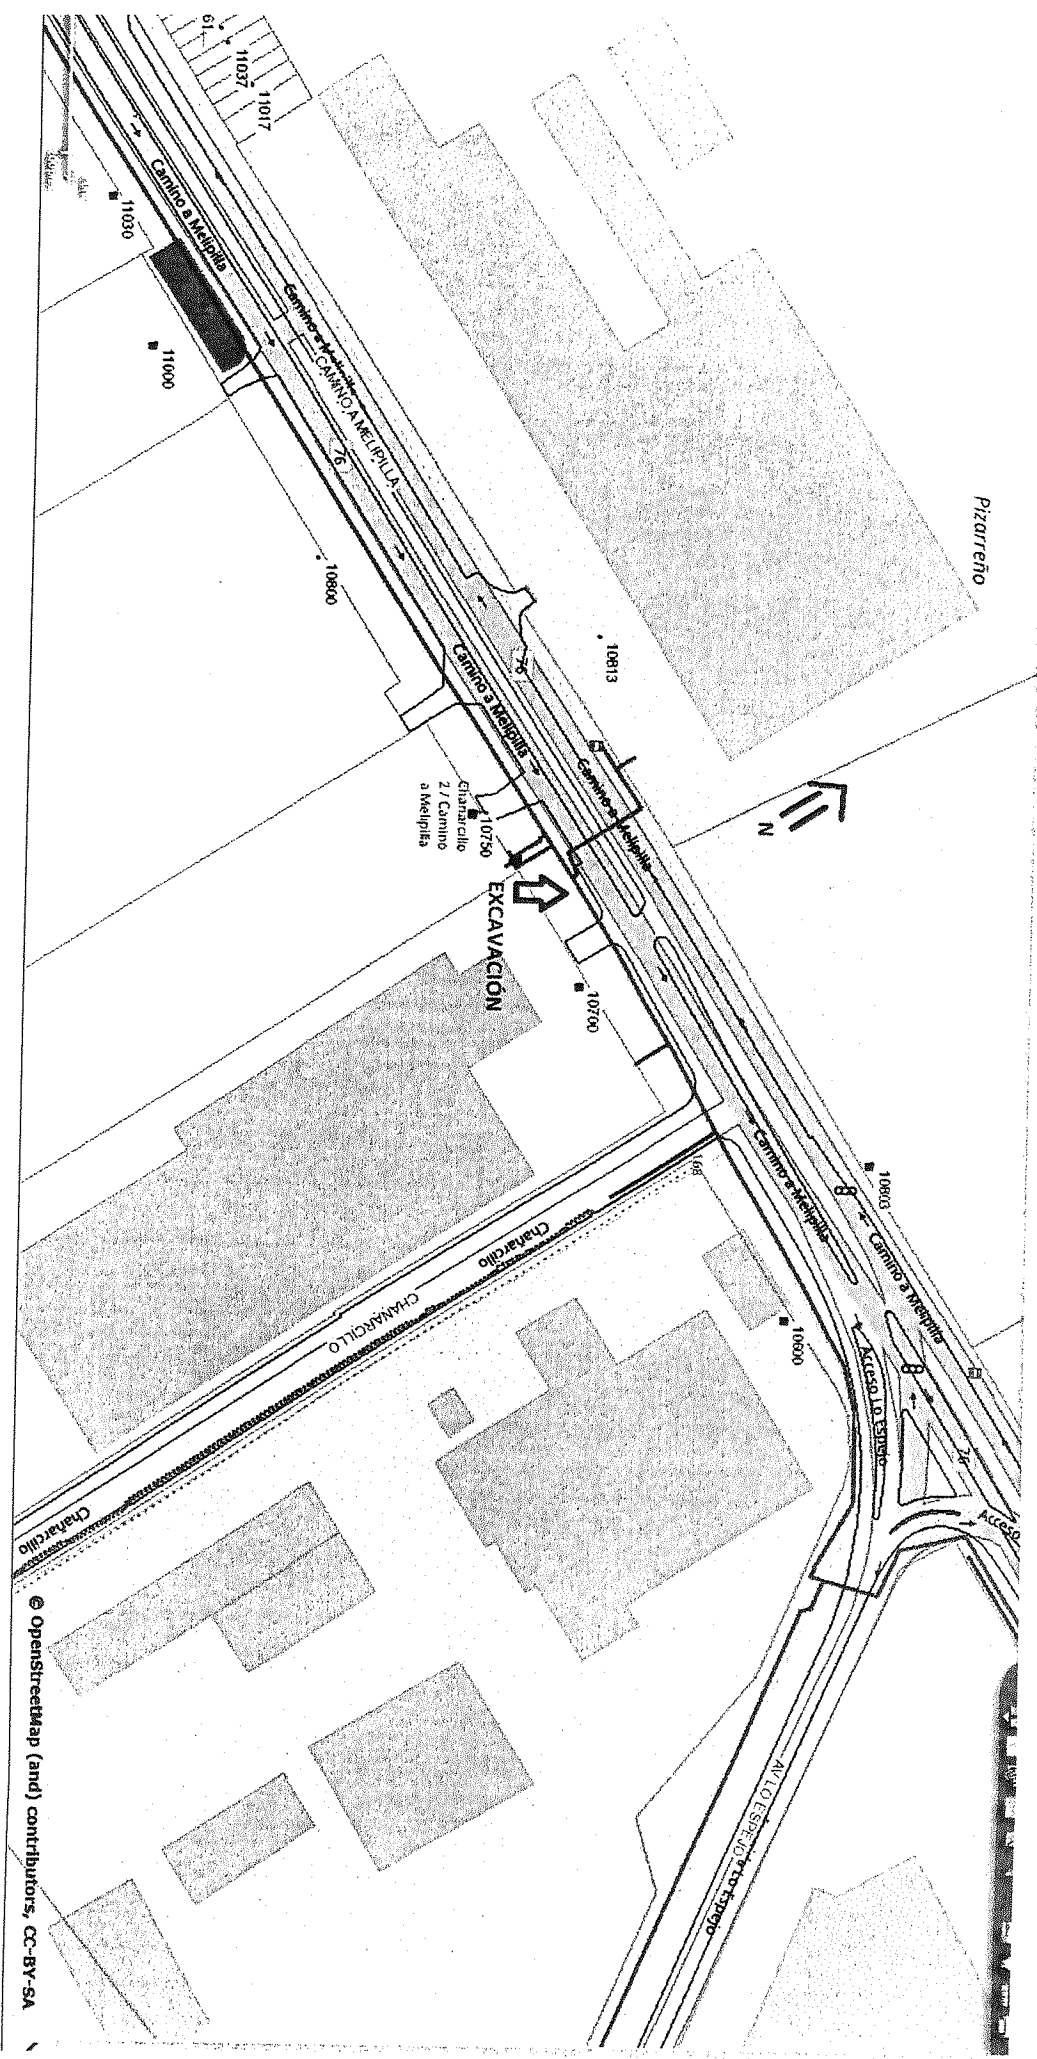 Pizarreño
61
11037
11017
Camino a Melipilla
11030
Camino a Melipilla
CAMINO A MELIPILLA
11000
76
10800
10813
76
Camino a Melipilla
Camino a Melipilla
N
10750
Chañarcillo
2 / Camino
a Melipilla
EXCAVACIÓN
10700
10803
Camino a Melipilla
Camino a Melipilla
168
Chañarcillo
CHAÑARCILLO
Chañarcillo
10600
Acceso Lo Espejo
76
Acceso
AV LO ESPEJO
Lo Espejo
© OpenStreetMap (and) contributors, CC-BY-SA